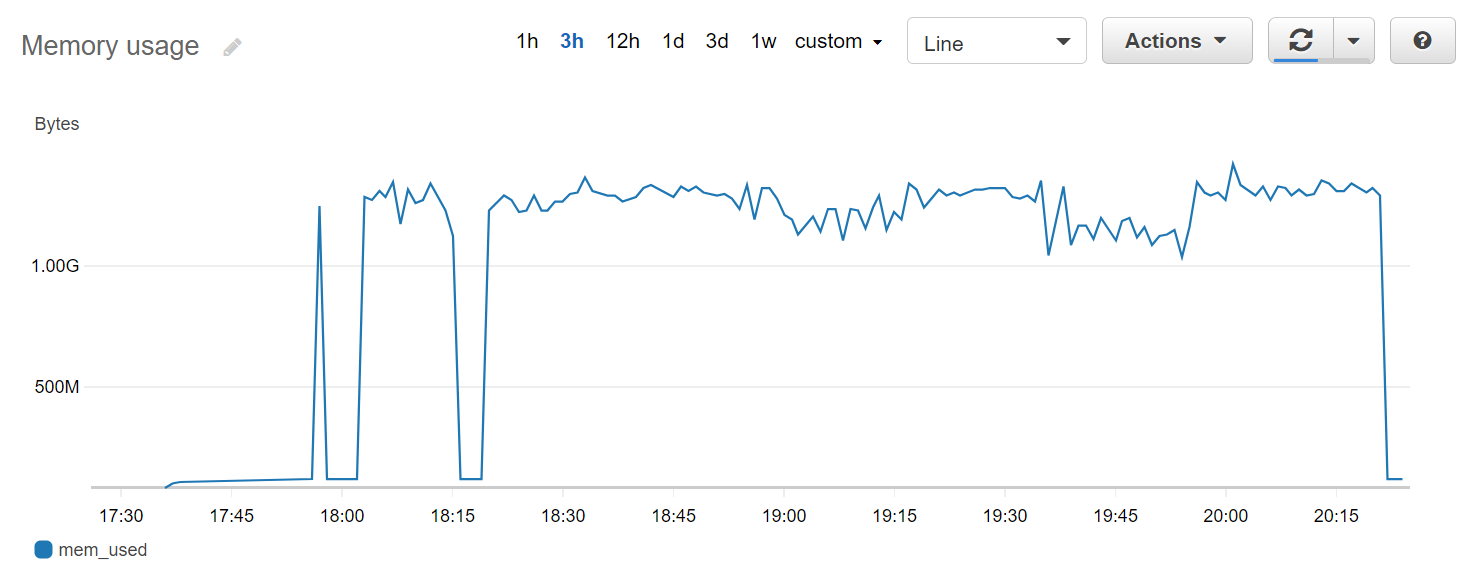 Memory usage 1h 3h 12h 1d 3d 1w custom Line Actions ?
Bytes
1.00G
500M
17:30 17:45 18:00 18:15 18:30 18:45 19:00 19:15 19:30 19:45 20:00 20:15
mem_used